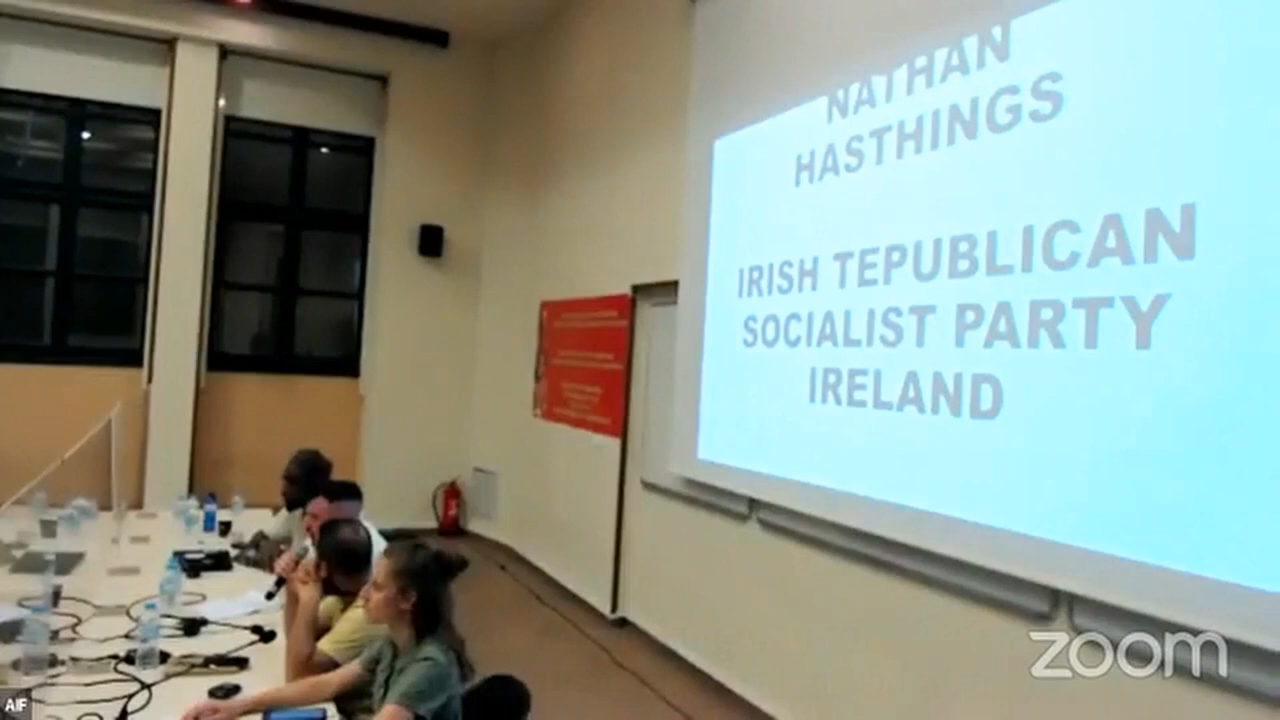 NATHAN
HASTHINGS
IRISH TEPUBLICAN
SOCIALIST PARTY
IRELAND
zoom
AIF